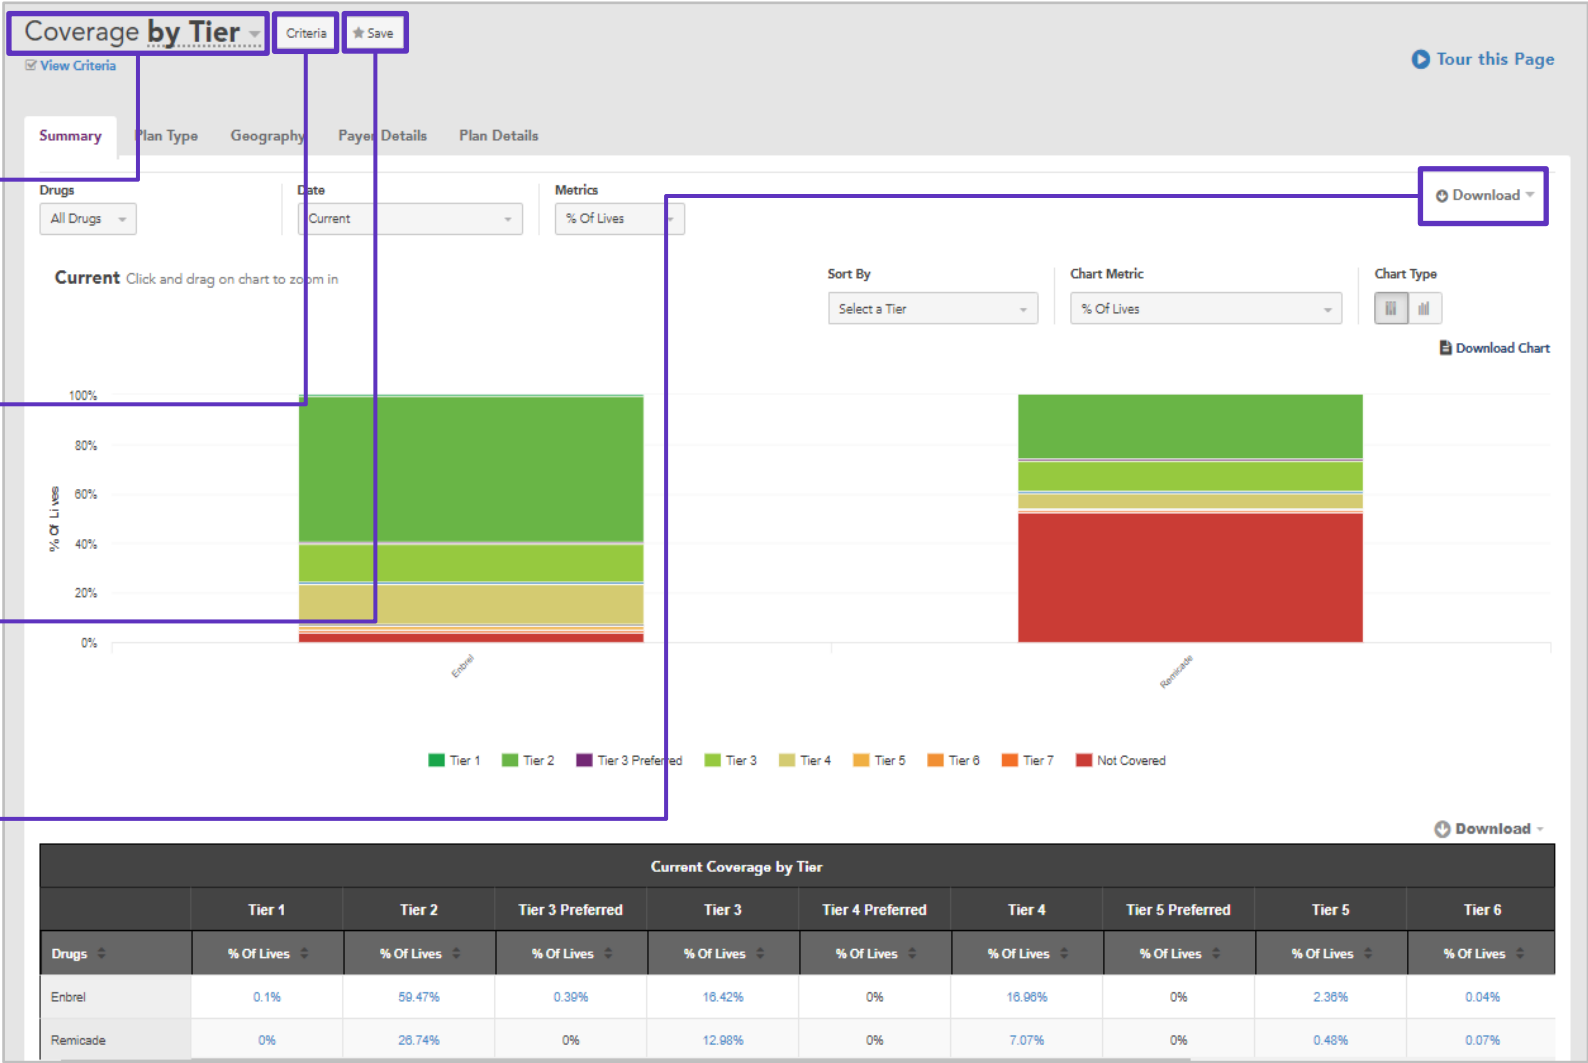 Coverage by Tier
Criteria
Save
View Criteria
Tour this Page
Summary
Plan Type
Geography
Payer Details
Plan Details
Drugs
Date
Metrics
All Drugs
Current
% Of Lives
Download
Current Click and drag on chart to zoom in
Sort By
Chart Metric
Chart Type
Select a Tier
% Of Lives
Download Chart
100%
80%
60%
40%
20%
0%
% Of Lives
Enbrel
Remicade
Tier 1
Tier 2
Tier 3 Preferred
Tier 3
Tier 4
Tier 5
Tier 6
Tier 7
Not Covered
Download
Current Coverage by Tier
Tier 1 Tier 2 Tier 3 Preferred Tier 3 Tier 4 Preferred Tier 4 Tier 5 Preferred Tier 5 Tier 6
Drugs % Of Lives % Of Lives % Of Lives % Of Lives % Of Lives % Of Lives % Of Lives % Of Lives % Of Lives
Enbrel 0.1% 59.47% 0.39% 16.42% 0% 16.96% 0% 2.36% 0.04%
Remicade 0% 26.74% 0% 12.98% 0% 7.07% 0% 0.48% 0.07%